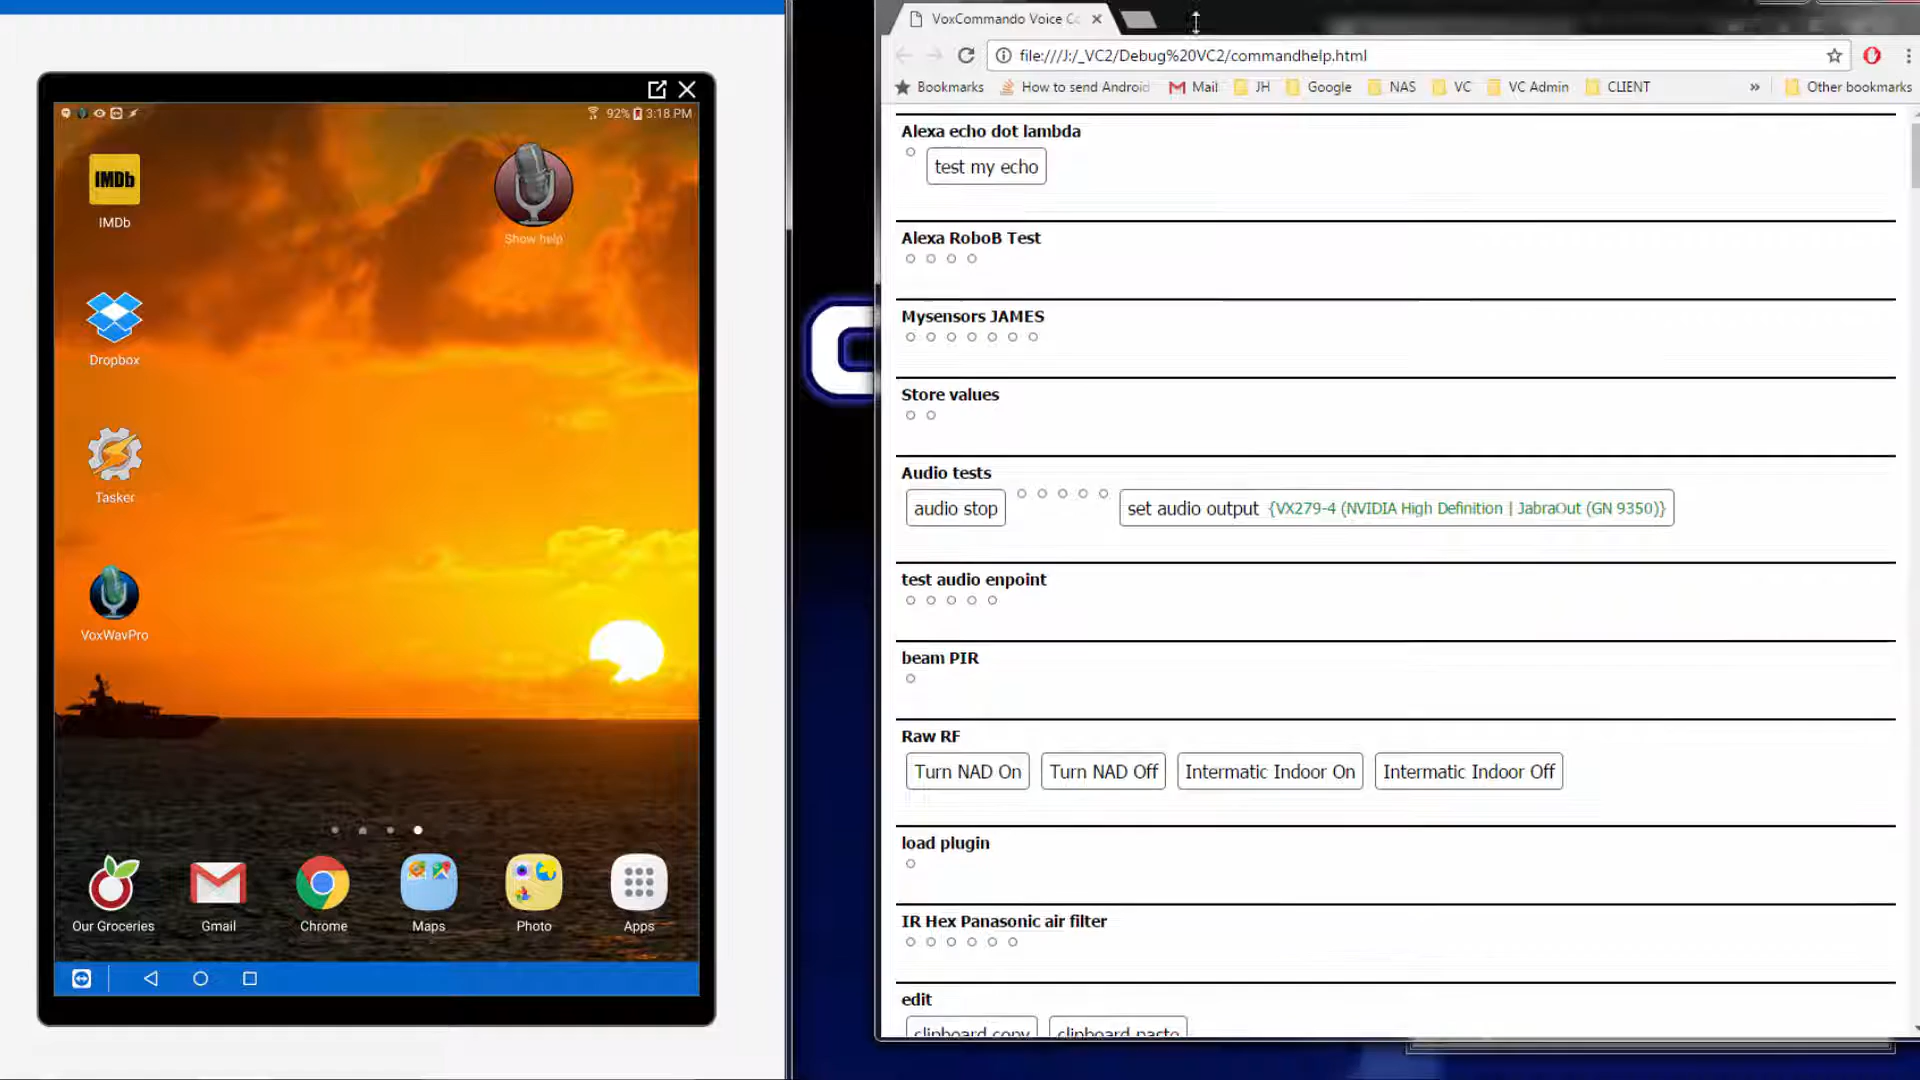 92% 3:18 PM
IMDb
IMDb
Show help
Dropbox
Tasker
VoxWavPro
Our Groceries
Gmail
Chrome
Maps
Photo
Apps
VoxCommando Voice Co
file:///J:/_VC2/Debug%20VC2/commandhelp.html
Bookmarks
How to send Android
Mail
JH
Google
NAS
VC
VC Admin
CLIENT
»
Other bookmarks
Alexa echo dot lambda
test my echo
Alexa RoboB Test
Mysensors JAMES
Store values
Audio tests
audio stop
set audio output {VX279-4 (NVIDIA High Definition | JabraOut (GN 9350)}
test audio enpoint
beam PIR
Raw RF
Turn NAD On
Turn NAD Off
Intermatic Indoor On
Intermatic Indoor Off
load plugin
IR Hex Panasonic air filter
edit
clipboard copy
clipboard paste